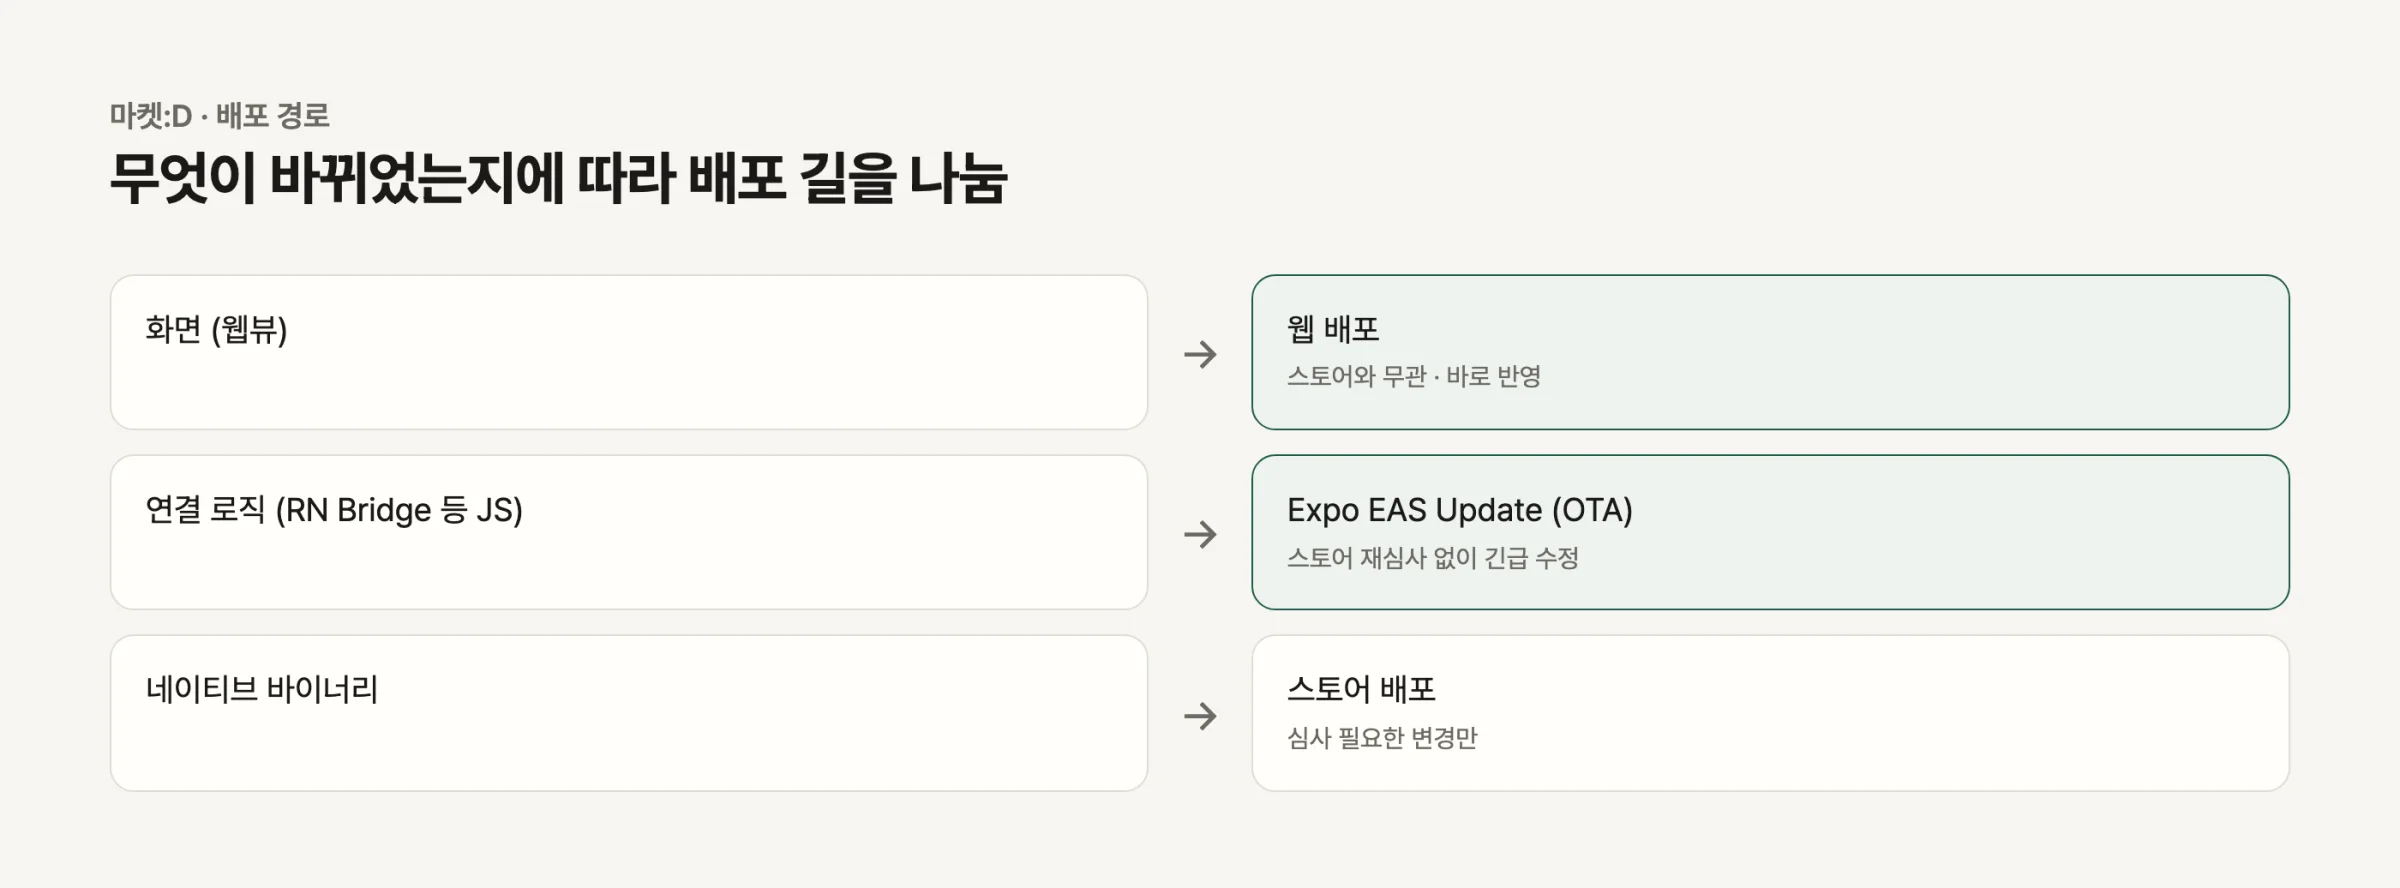 마켓:D · 배포 경로
무엇이 바뀌었는지에 따라 배포 길을 나눔
화면 (웹뷰)
→
웹 배포
스토어와 무관 · 바로 반영
연결 로직 (RN Bridge 등 JS)
→
Expo EAS Update (OTA)
스토어 재심사 없이 긴급 수정
네이티브 바이너리
→
스토어 배포
심사 필요한 변경만